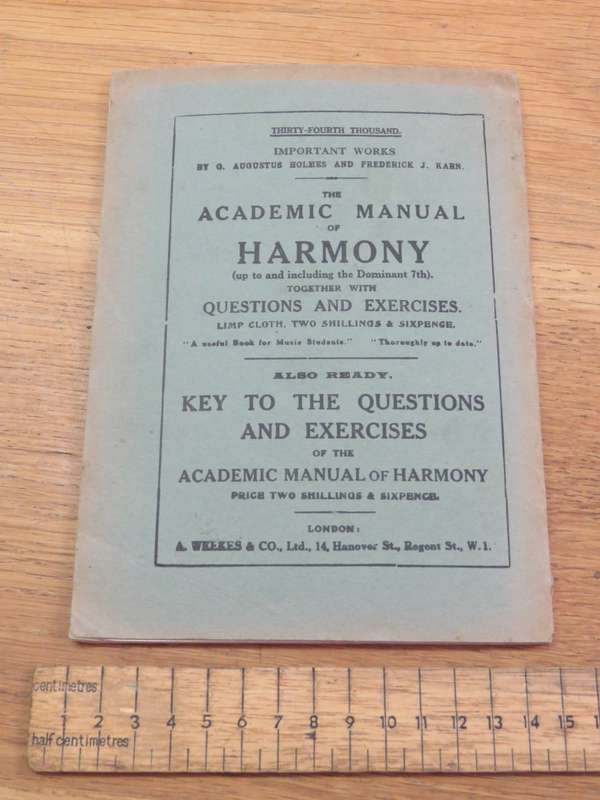 THIRTY-FOURTH THOUSAND.
IMPORTANT WORKS
BY G. AUGUSTUS HOLMES AND FREDERICK J. KARN.
THE
ACADEMIC MANUAL
OF
HARMONY
(up to and including the Dominant 7th).
TOGETHER WITH
QUESTIONS AND EXERCISES.
LIMP CLOTH, TWO SHILLINGS & SIXPENCE.
"A useful Book for Music Students." "Thoroughly up to date."
ALSO READY.
KEY TO THE QUESTIONS
AND EXERCISES
OF THE
ACADEMIC MANUAL OF HARMONY
PRICE TWO SHILLINGS & SIXPENCE.
LONDON:
A. WEEKES & CO., Ltd., 14, Hanover St., Regent St., W.1.
centimetres
1 2 3 4 5 6 7 8 9 10 11 12 13 14 15
half centimetres